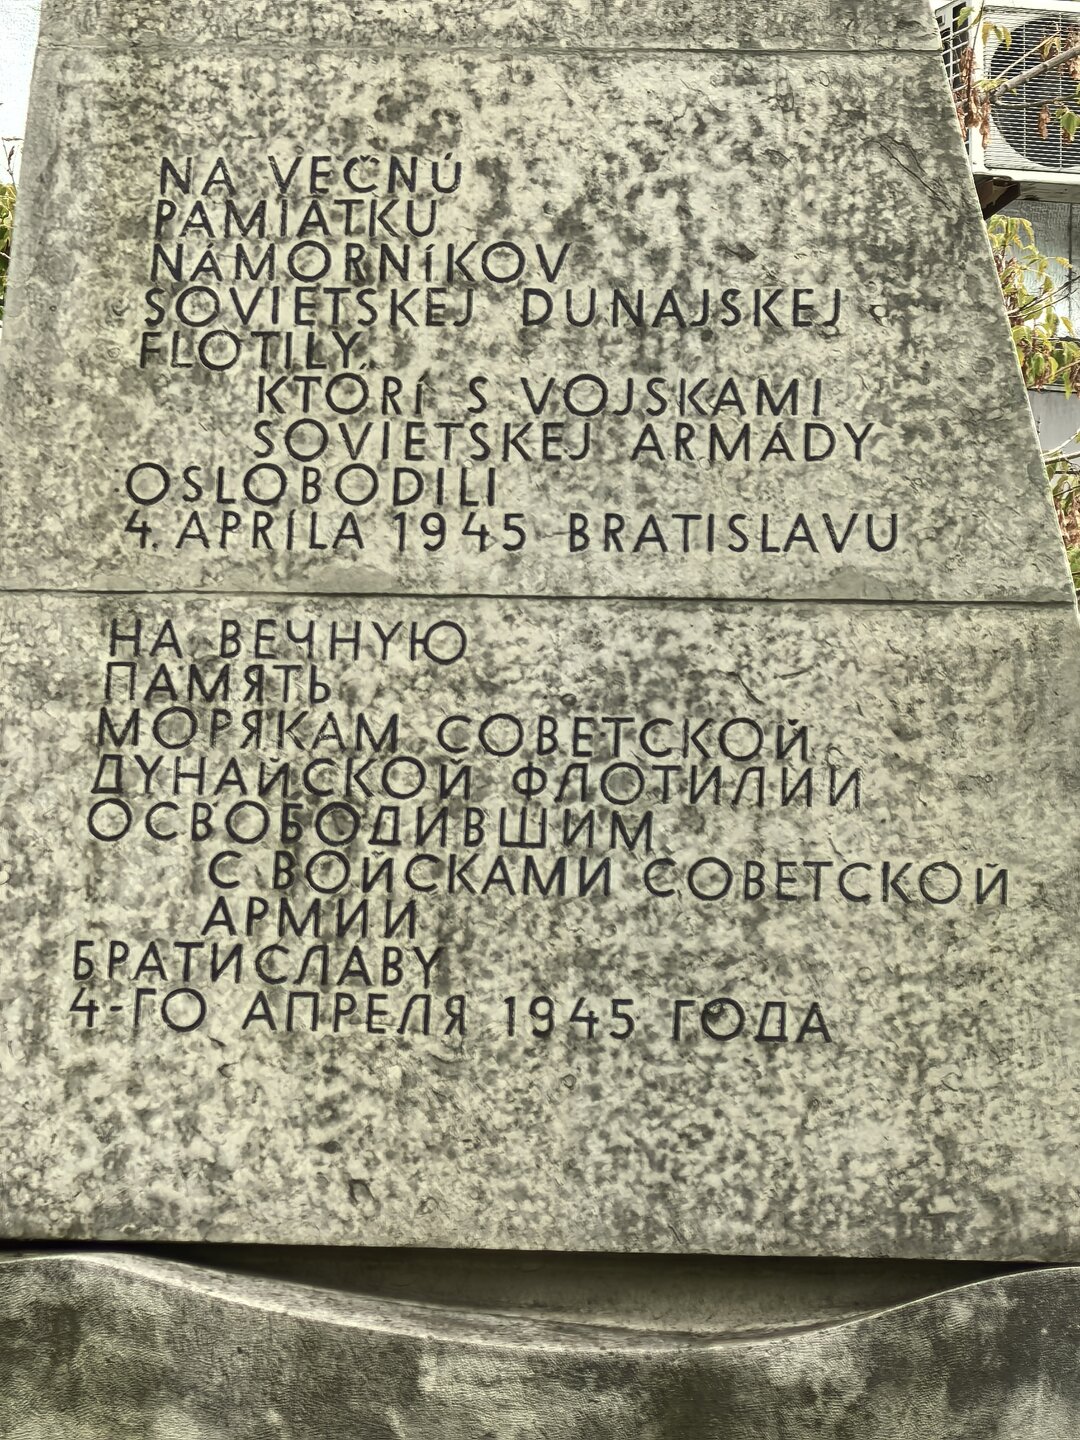 NA VEČNÚ
PAMIATKU
NÁMORNÍKOV
SOVIETSKEJ DUNAJSKEJ
FLOTILY,
KTORÍ S VOJSKAMI
SOVIETSKEJ ARMÁDY
OSLOBODILI
4. APRÍLA 1945 BRATISLAVU
НА ВЕЧНУЮ
ПАМЯТЬ
МОРЯКАМ СОВЕТСКОЙ
ДУНАЙСКОЙ ФЛОТИЛИИ
ОСВОБОДИВШИМ
С ВОЙСКАМИ СОВЕТСКОЙ
АРМИИ
БРАТИСЛАВУ
4-ГО АПРЕЛЯ 1945 ГОДА